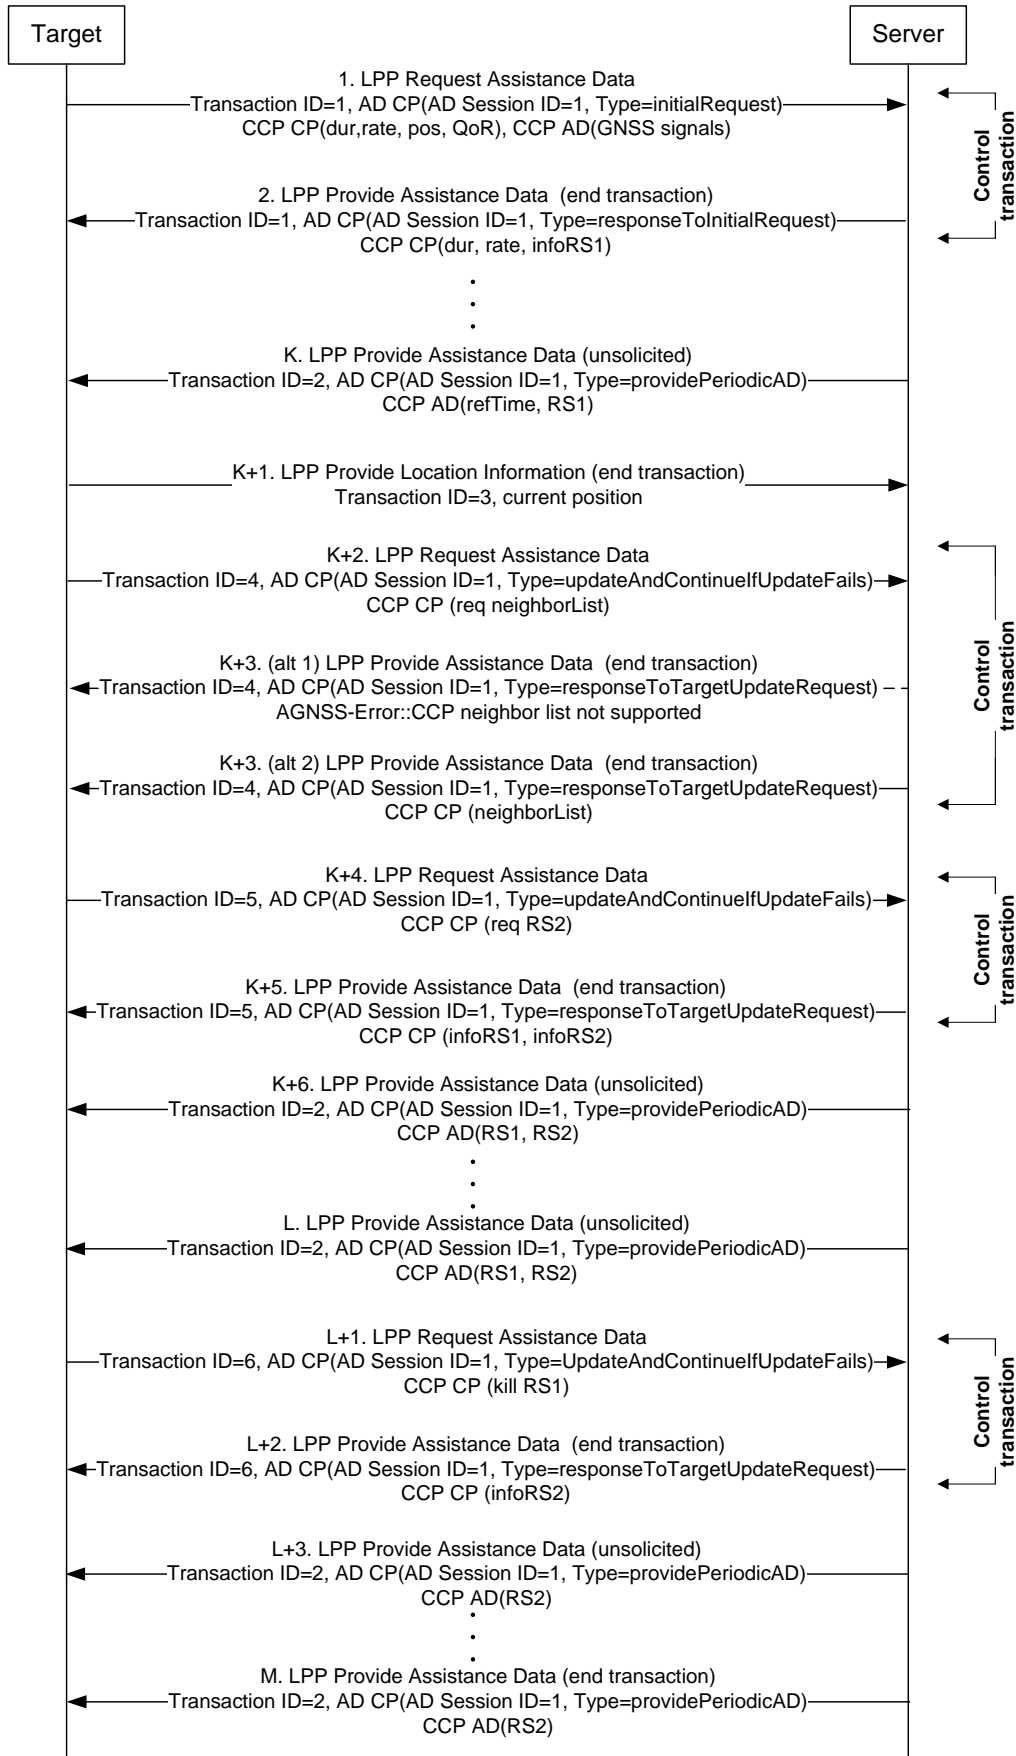 Target
Server
1. LPP Request Assistance Data
Transaction ID=1, AD CP(AD Session ID=1, Type=initialRequest)
CCP CP(dur,rate, pos, QoR), CCP AD(GNSS signals)
Control
transaction
2. LPP Provide Assistance Data (end transaction)
Transaction ID=1, AD CP(AD Session ID=1, Type=responseToInitialRequest)
CCP CP(dur, rate, infoRS1)
K. LPP Provide Assistance Data (unsolicited)
Transaction ID=2, AD CP(AD Session ID=1, Type=providePeriodicAD)
CCP AD(refTime, RS1)
K+1. LPP Provide Location Information (end transaction)
Transaction ID=3, current position
K+2. LPP Request Assistance Data
Transaction ID=4, AD CP(AD Session ID=1, Type=updateAndContinueIfUpdateFails)
CCP CP (req neighborList)
K+3. (alt 1) LPP Provide Assistance Data (end transaction)
Transaction ID=4, AD CP(AD Session ID=1, Type=responseToTargetUpdateRequest)
AGNSS-Error::CCP neighbor list not supported
Control
transaction
K+3. (alt 2) LPP Provide Assistance Data (end transaction)
Transaction ID=4, AD CP(AD Session ID=1, Type=responseToTargetUpdateRequest)
CCP CP (neighborList)
K+4. LPP Request Assistance Data
Transaction ID=5, AD CP(AD Session ID=1, Type=updateAndContinueIfUpdateFails)
CCP CP (req RS2)
Control
transaction
K+5. LPP Provide Assistance Data (end transaction)
Transaction ID=5, AD CP(AD Session ID=1, Type=responseToTargetUpdateRequest)
CCP CP (infoRS1, infoRS2)
K+6. LPP Provide Assistance Data (unsolicited)
Transaction ID=2, AD CP(AD Session ID=1, Type=providePeriodicAD)
CCP AD(RS1, RS2)
L. LPP Provide Assistance Data (unsolicited)
Transaction ID=2, AD CP(AD Session ID=1, Type=providePeriodicAD)
CCP AD(RS1, RS2)
L+1. LPP Request Assistance Data
Transaction ID=6, AD CP(AD Session ID=1, Type=UpdateAndContinueIfUpdateFails)
CCP CP (kill RS1)
Control
transaction
L+2. LPP Provide Assistance Data (end transaction)
Transaction ID=6, AD CP(AD Session ID=1, Type=responseToTargetUpdateRequest)
CCP CP (infoRS2)
L+3. LPP Provide Assistance Data (unsolicited)
Transaction ID=2, AD CP(AD Session ID=1, Type=providePeriodicAD)
CCP AD(RS2)
M. LPP Provide Assistance Data (end transaction)
Transaction ID=2, AD CP(AD Session ID=1, Type=providePeriodicAD)
CCP AD(RS2)